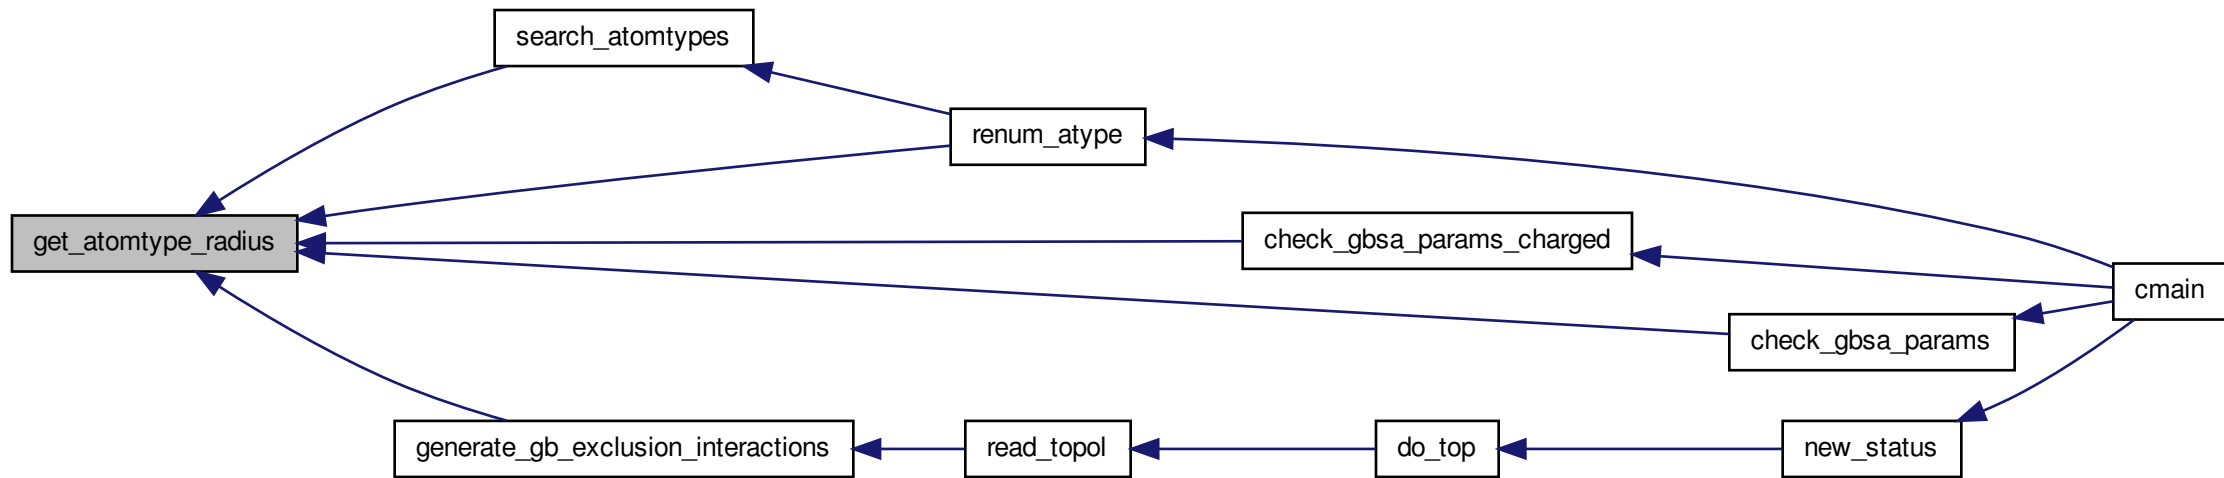 search_atomtypes
renum_atype
get_atomtype_radius
check_gbsa_params_charged
cmain
check_gbsa_params
generate_gb_exclusion_interactions
read_topol
do_top
new_status